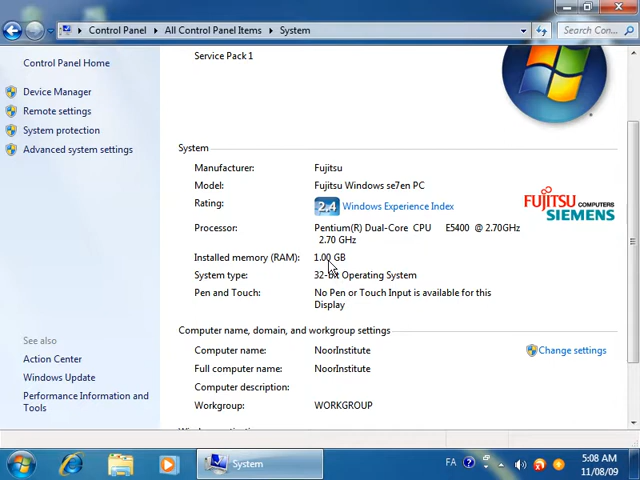 Control Panel ▸ All Control Panel Items ▸ System
Search Con...
Control Panel Home
Device Manager
Remote settings
System protection
Advanced system settings
See also
Action Center
Windows Update
Performance Information and
Tools
Service Pack 1
System
Manufacturer: Fujitsu
Model: Fujitsu Windows se7en PC
Rating: 2.4 Windows Experience Index
Processor: Pentium(R) Dual-Core CPU E5400 @ 2.70GHz
2.70 GHz
Installed memory (RAM): 1.00 GB
System type: 32-bit Operating System
Pen and Touch: No Pen or Touch Input is available for this
Display
FUJITSU COMPUTERS
SIEMENS
Computer name, domain, and workgroup settings
Computer name: NoorInstitute
Change settings
Full computer name: NoorInstitute
Computer description:
Workgroup: WORKGROUP
System
FA
5:08 AM
11/08/09